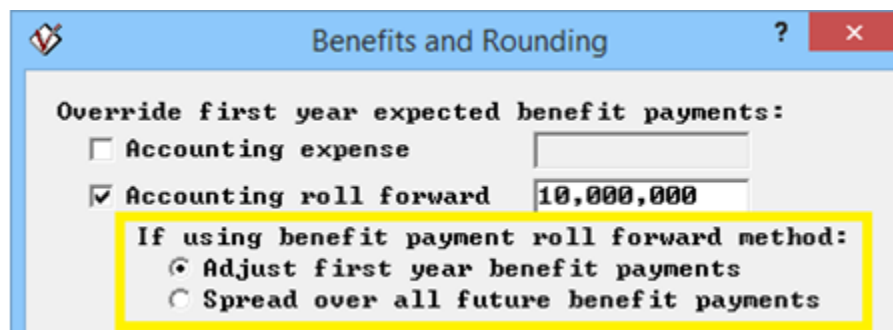 Benefits and Rounding ? ×
Override first year expected benefit payments:
Accounting expense
Accounting roll forward 10,000,000
If using benefit payment roll forward method:
Adjust first year benefit payments
Spread over all future benefit payments